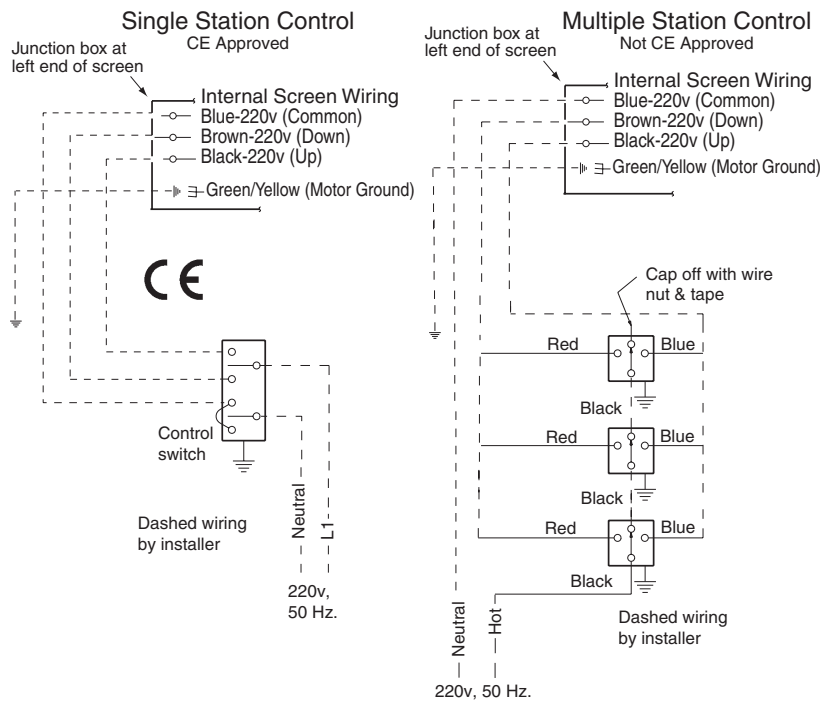 Single Station Control
CE Approved
Junction box at
left end of screen
Internal Screen Wiring
Blue-220v (Common)
Brown-220v (Down)
Black-220v (Up)
Green/Yellow (Motor Ground)
CE
Control
switch
Neutral
L1
Dashed wiring
by installer
220v,
50 Hz.
Multiple Station Control
Not CE Approved
Junction box at
left end of screen
Internal Screen Wiring
Blue-220v (Common)
Brown-220v (Down)
Black-220v (Up)
Green/Yellow (Motor Ground)
Cap off with wire
nut & tape
Red
Blue
Black
Red
Blue
Black
Red
Blue
Black
Neutral
Hot
Dashed wiring
by installer
220v, 50 Hz.